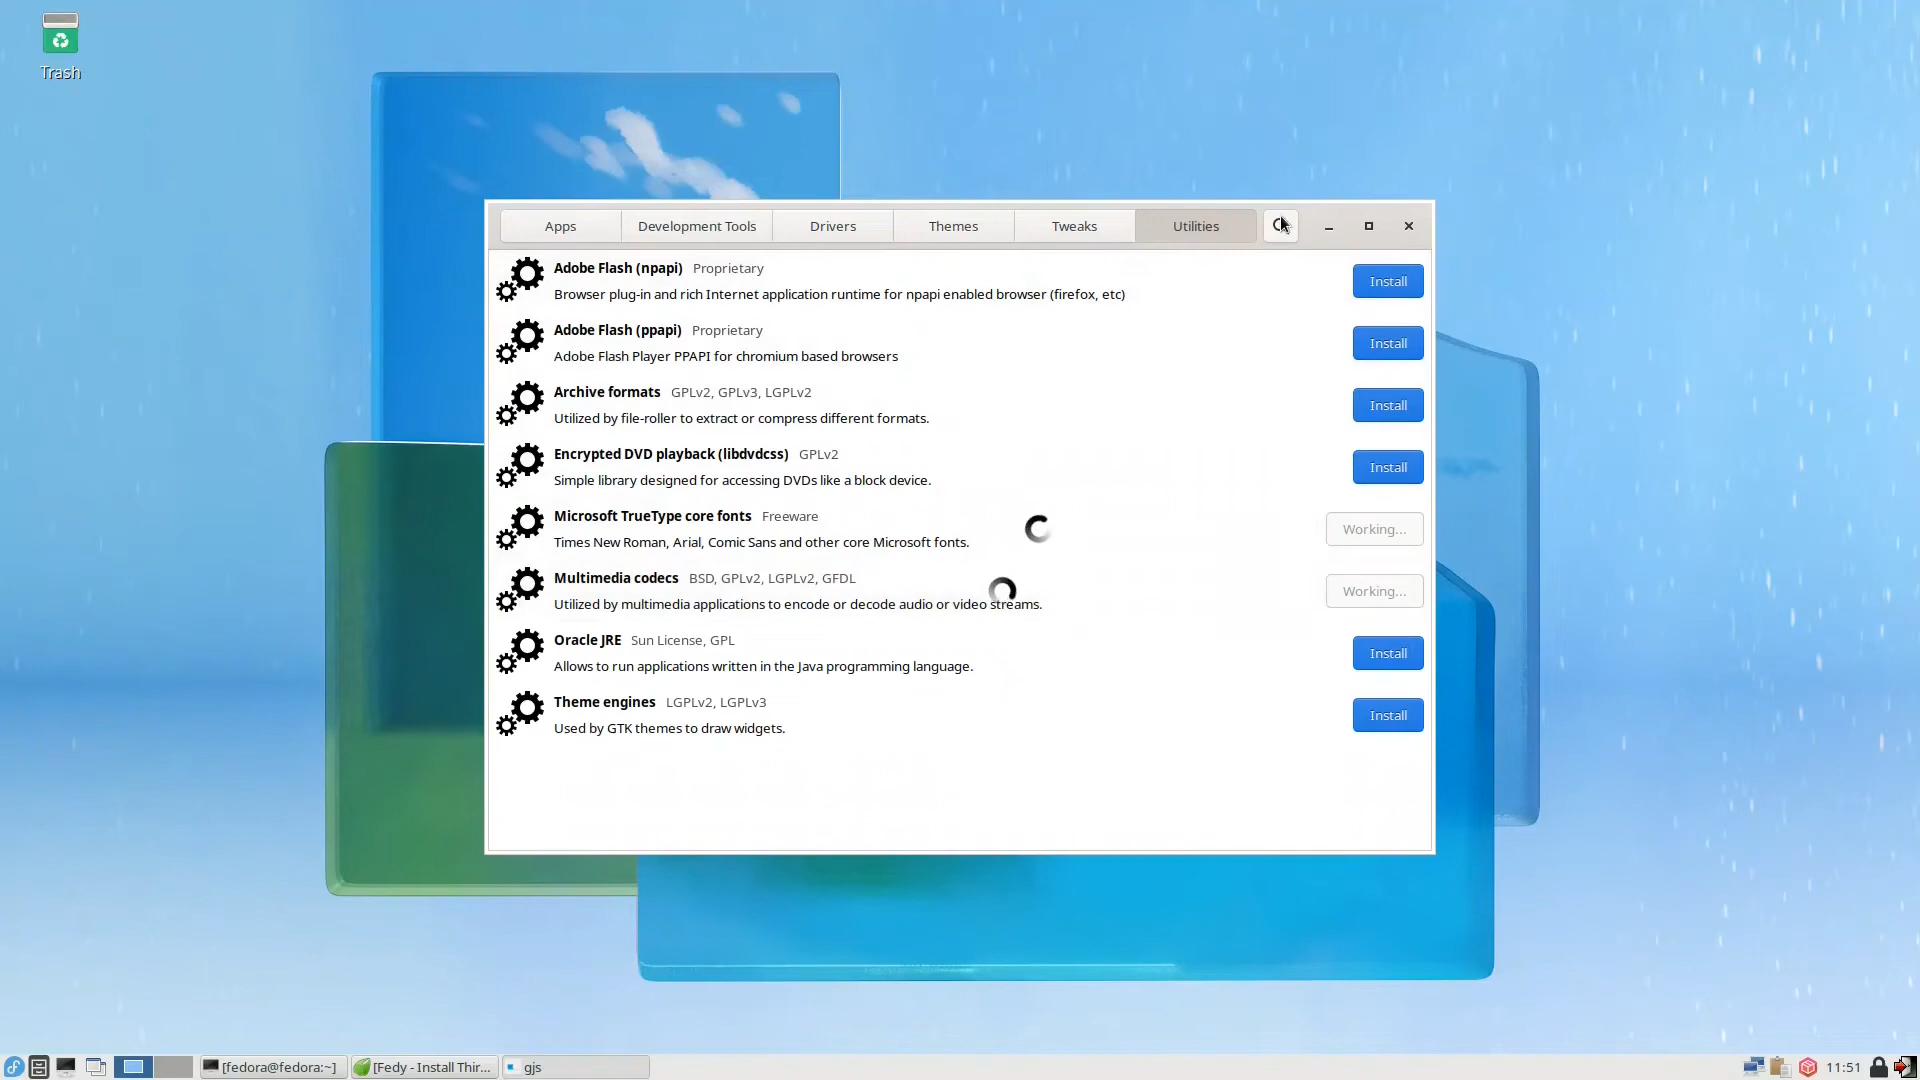 Trash
Apps
Development Tools
Drivers
Themes
Tweaks
Utilities
Adobe Flash (npapi) Proprietary
Browser plug-in and rich Internet application runtime for npapi enabled browser (firefox, etc)
Install
Adobe Flash (ppapi) Proprietary
Adobe Flash Player PPAPI for chromium based browsers
Install
Archive formats GPLv2, GPLv3, LGPLv2
Utilized by file-roller to extract or compress different formats.
Install
Encrypted DVD playback (libdvdcss) GPLv2
Simple library designed for accessing DVDs like a block device.
Install
Microsoft TrueType core fonts Freeware
Times New Roman, Arial, Comic Sans and other core Microsoft fonts.
Working...
Multimedia codecs BSD, GPLv2, LGPLv2, GFDL
Utilized by multimedia applications to encode or decode audio or video streams.
Working...
Oracle JRE Sun License, GPL
Allows to run applications written in the Java programming language.
Install
Theme engines LGPLv2, LGPLv3
Used by GTK themes to draw widgets.
Install
[fedora@fedora:~]
[Fedy - Install Thir...
gjs
11:51